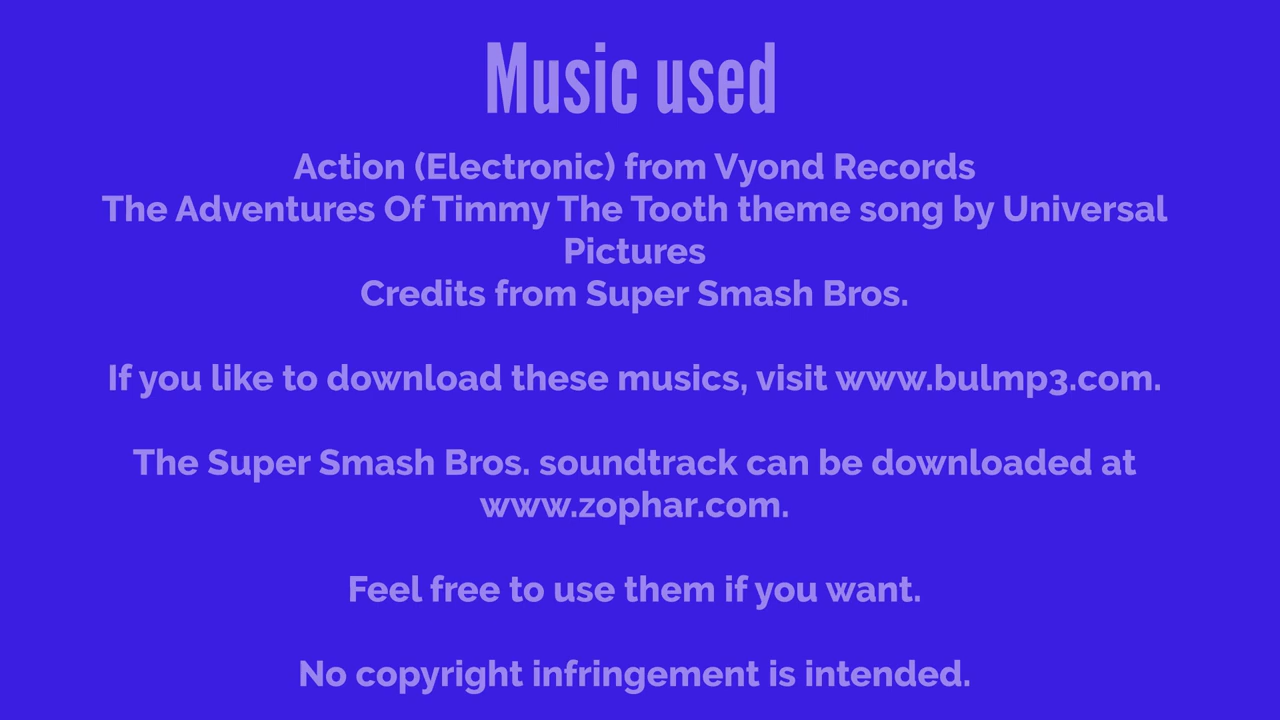 Music used
Action (Electronic) from Vyond Records
The Adventures Of Timmy The Tooth theme song by Universal
Pictures
Credits from Super Smash Bros.
If you like to download these musics, visit www.bulmp3.com.
The Super Smash Bros. soundtrack can be downloaded at
www.zophar.com.
Feel free to use them if you want.
No copyright infringement is intended.